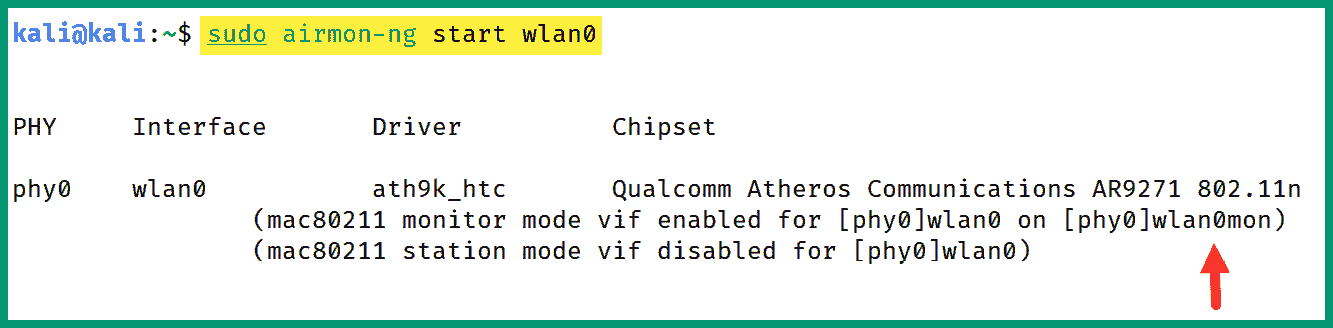 kali@kali:~$ sudo airmon-ng start wlan0
PHY     Interface       Driver          Chipset
phy0    wlan0           ath9k_htc       Qualcomm Atheros Communications AR9271 802.11n
(mac80211 monitor mode vif enabled for [phy0]wlan0 on [phy0]wlan0mon)
(mac80211 station mode vif disabled for [phy0]wlan0)